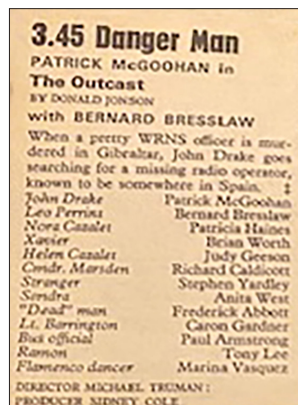 3.45 Danger Man
PATRICK McGOOHAN in
The Outcast
BY DONALD JONSON
with BERNARD BRESSLAW
When a pretty WRNS officer is mur-
dered in Gibraltar, John Drake goes
searching for a missing radio operator,
known to be somewhere in Spain. ‡
John Drake Patrick McGoohan
Leo Perrins Bernard Bresslaw
Nora Cazalet Patricia Haines
Xavier Brian Worth
Helen Cazalet Judy Geeson
Cmdr. Marsden Richard Caldicott
Stranger Stephen Yardley
Sandra Anita West
"Dead" man Frederick Abbott
Lt. Barrington Caron Gardner
Bus official Paul Armstrong
Ramon Tony Lee
Flamenco dancer Marina Vasquez
DIRECTOR MICHAEL TRUMAN:
PRODUCER SIDNEY COLE